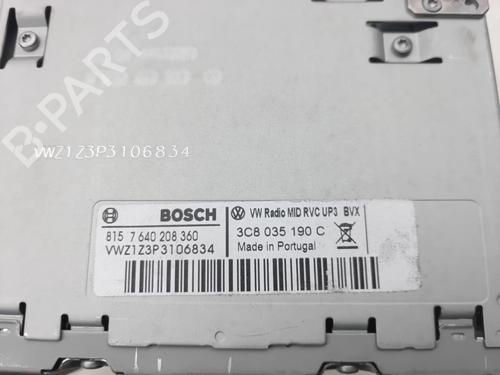 B-PARTS
VWZ1Z3P3106834
BOSCH
VW Radio MID RVC UP3 BVX
815 7 640 208 360
3C8 035 190 C
VWZ1Z3P3106834
Made in Portugal